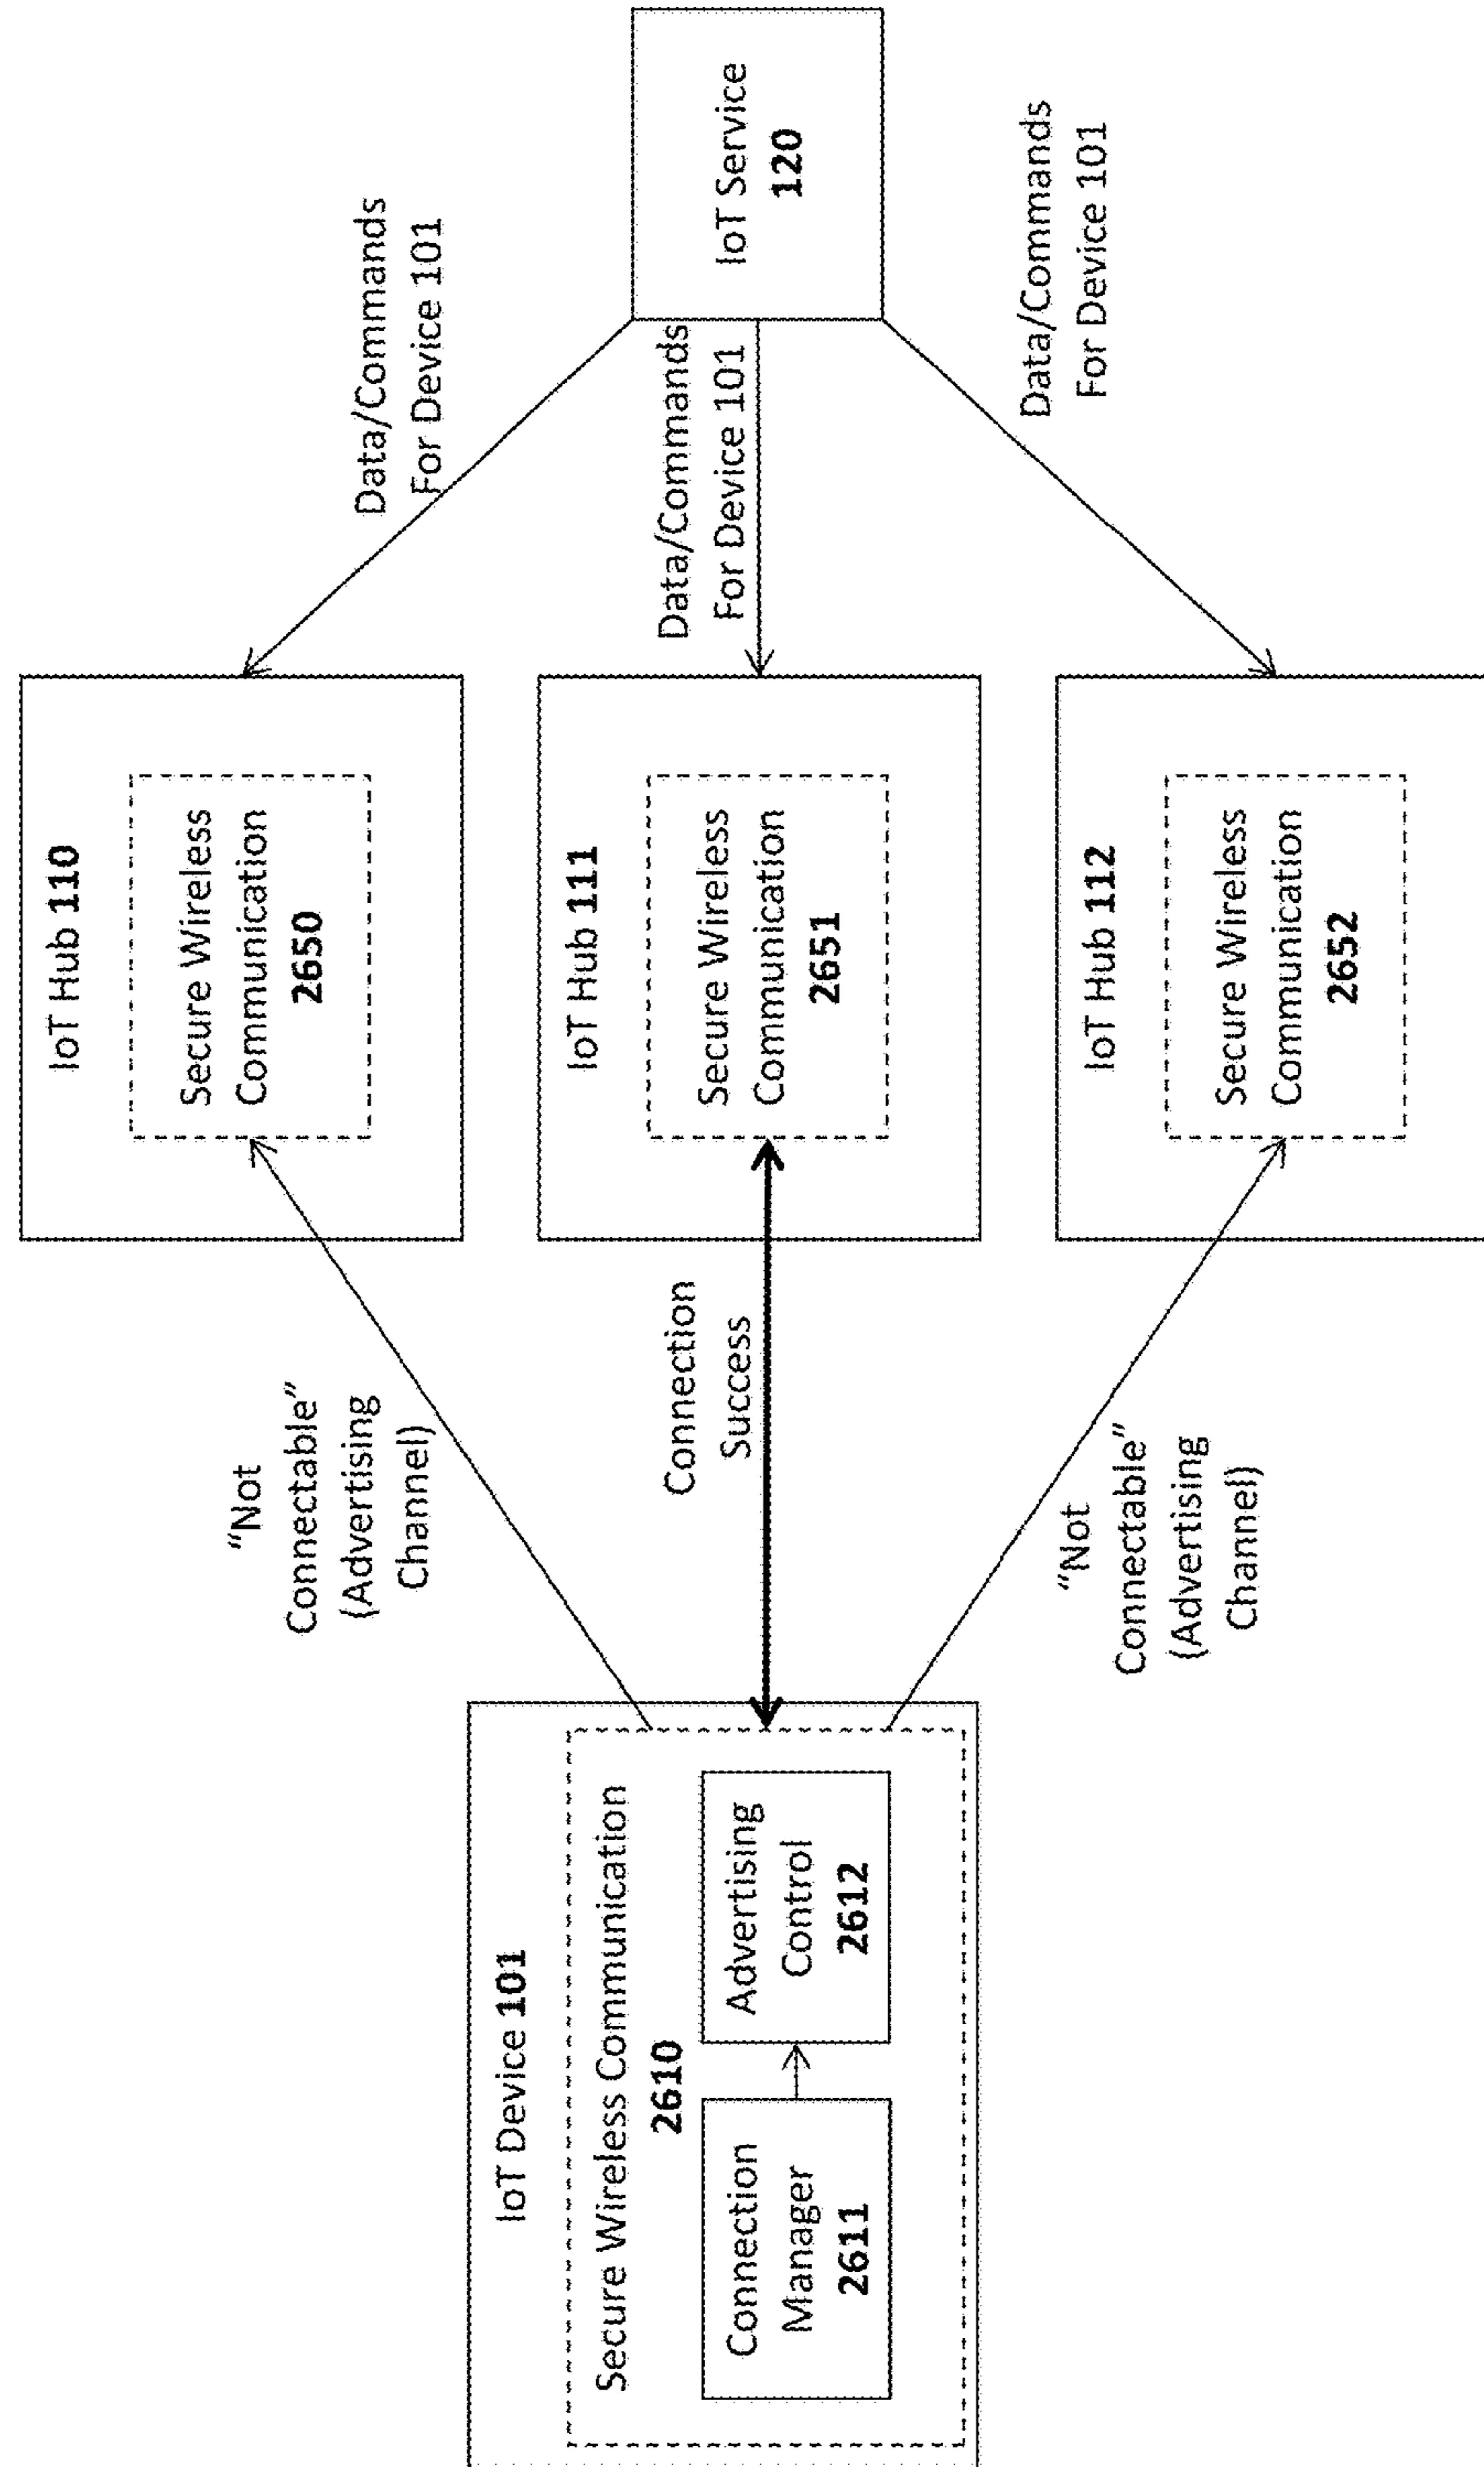 IoT Device 101
Secure Wireless Communication
2610
Connection
Manager
2611
Advertising
Control
2612
“Not
Connectable”
(Advertising
Channel)
Connection
Success
“Not
Connectable”
(Advertising
Channel)
IoT Hub 110
Secure Wireless
Communication
2650
IoT Hub 111
Secure Wireless
Communication
2651
IoT Hub 112
Secure Wireless
Communication
2652
Data/Commands
For Device 101
Data/Commands
For Device 101
Data/Commands
For Device 101
IoT Service
120